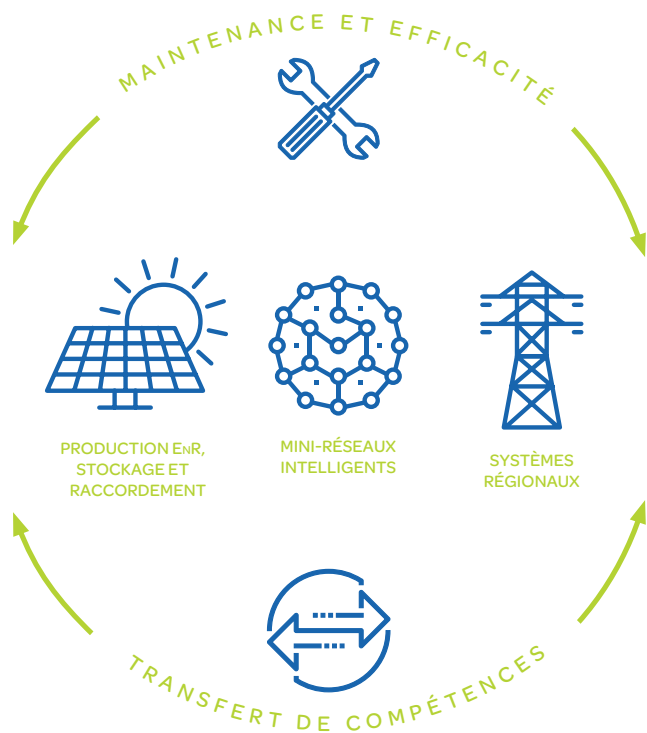 MAINTENANCE ET EFFICACITÉ
PRODUCTION ENR,
STOCKAGE ET
RACCORDEMENT
MINI-RÉSEAUX
INTELLIGENTS
SYSTÈMES
RÉGIONAUX
TRANSFERT DE COMPÉTENCES